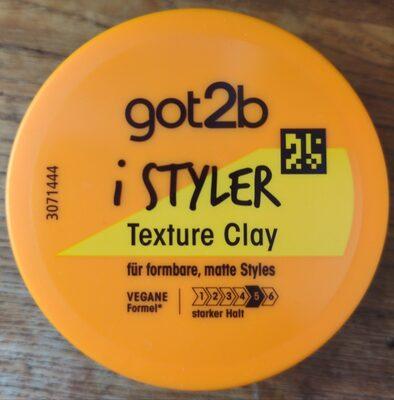 got2b
i STYLER
Texture Clay
für formbare, matte Styles
VEGANE
Formel*
1 2 3 4 5 6
starker Halt
3071444